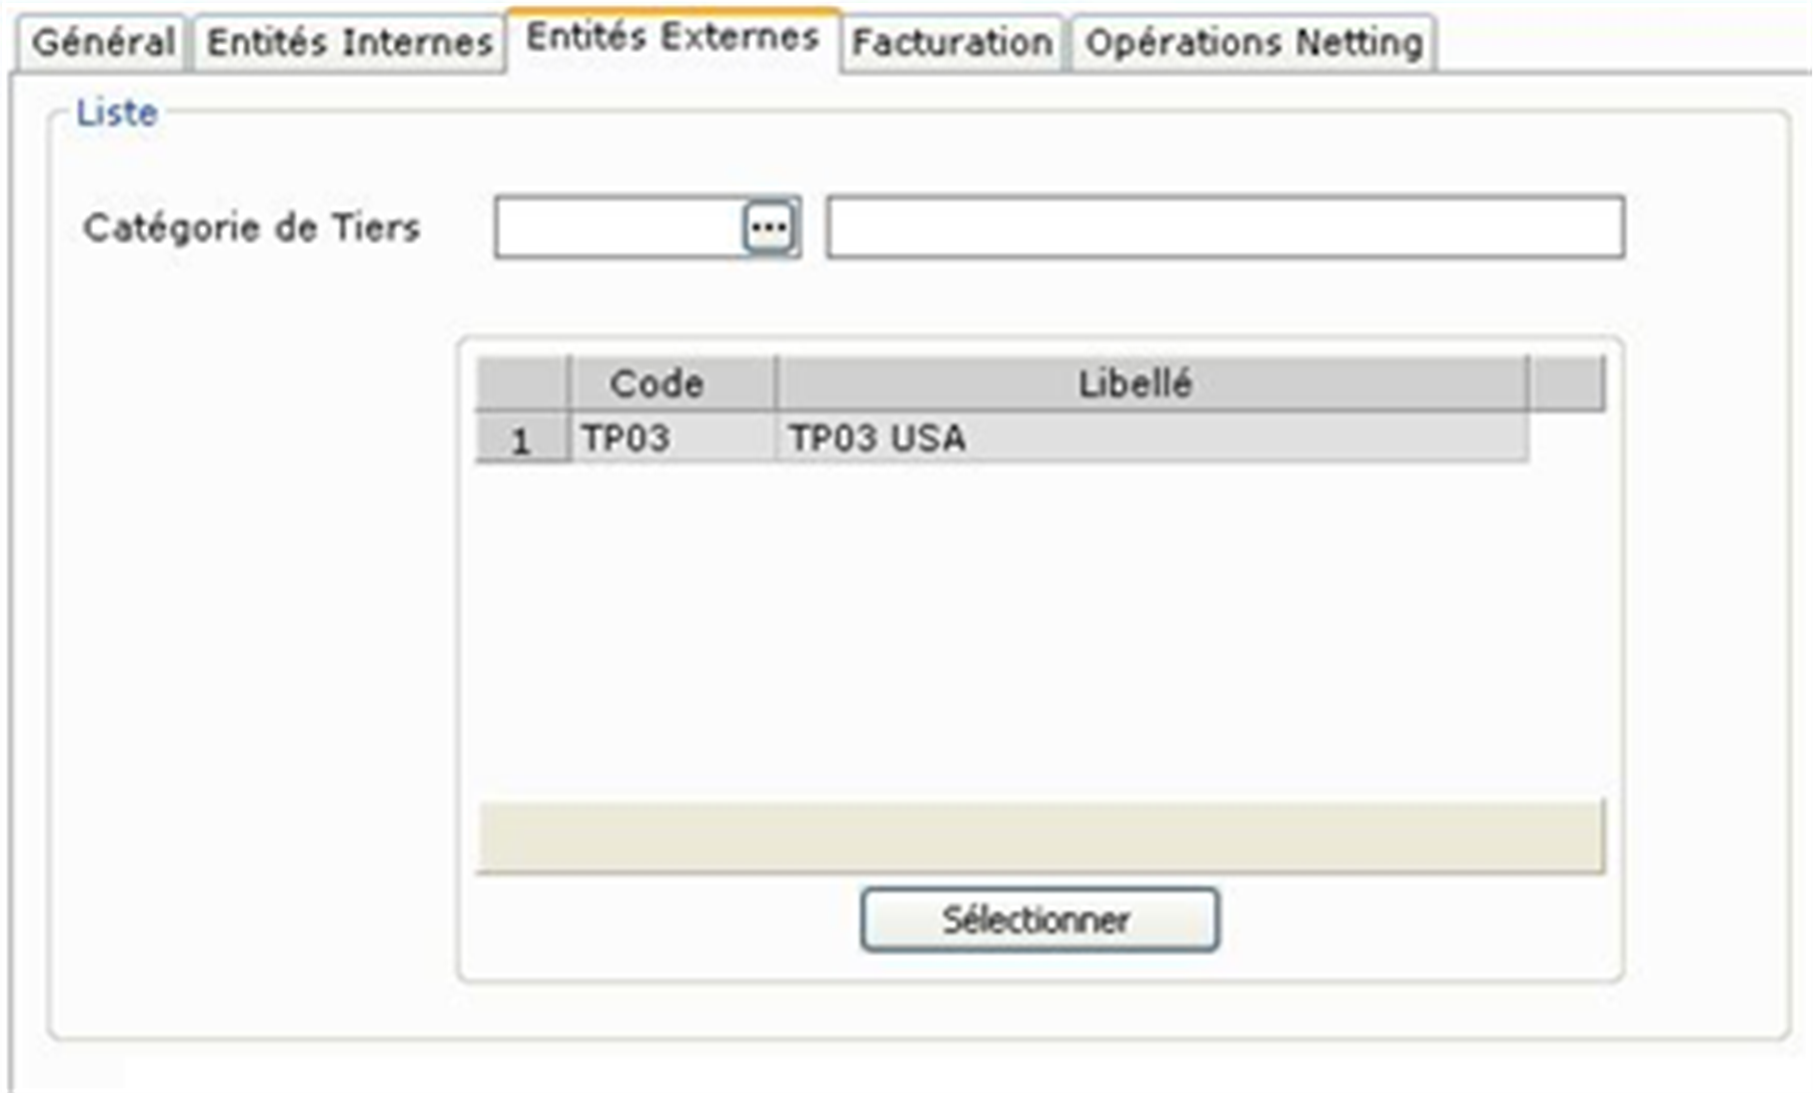 Général Entités Internes Entités Externes Facturation Opérations Netting
Liste
Catégorie de Tiers ...
Code Libellé
1 TP03 TP03 USA
Sélectionner